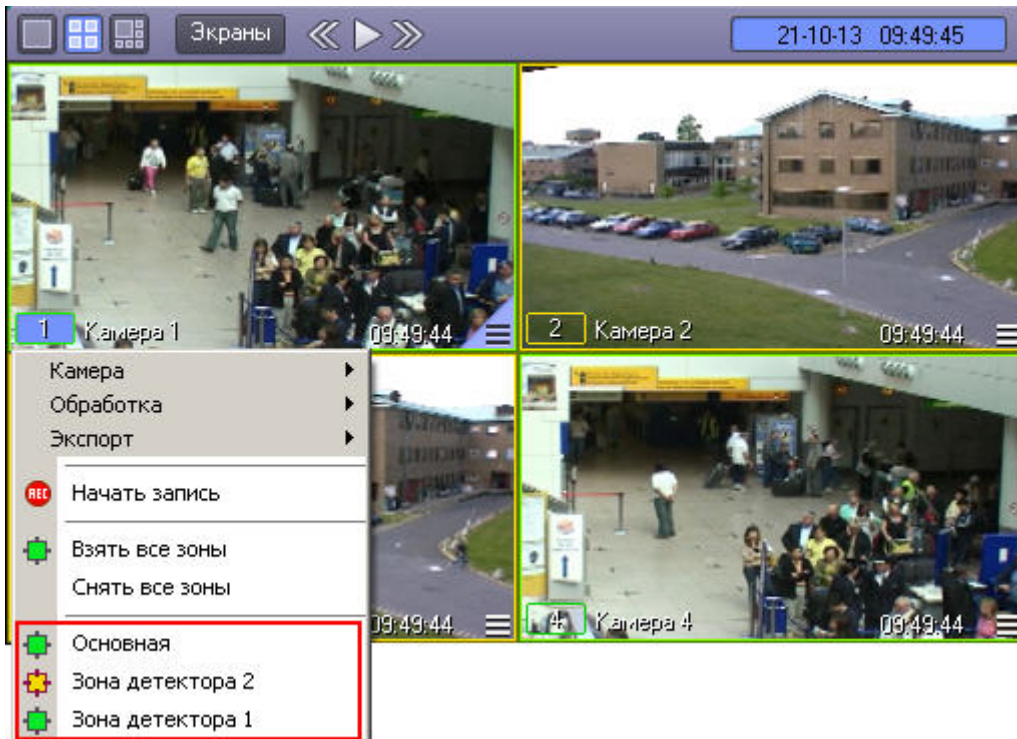 Экраны
21-10-13 09:49:45
1 Камера 1 09:49:44
2 Камера 2 09:49:44
Камера
Обработка
Экспорт
REC Начать запись
Взять все зоны
Снять все зоны
09:49:44
4 Камера 4 09:49:44
Основная
Зона детектора 2
Зона детектора 1